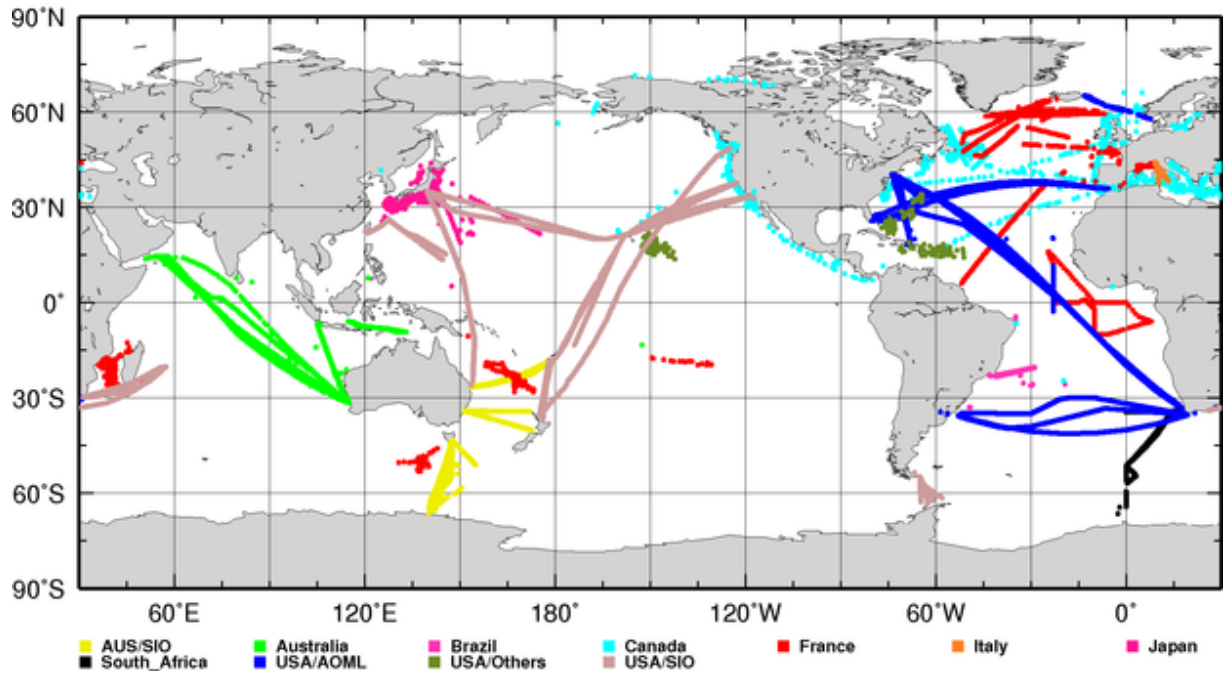 90˚N
60˚N
30˚N
0˚
30˚S
60˚S
90˚S
60˚E 120˚E 180˚ 120˚W 60˚W 0˚
AUS/SIO Australia Brazil Canada France Italy Japan
South_Africa USA/AOML USA/Others USA/SIO